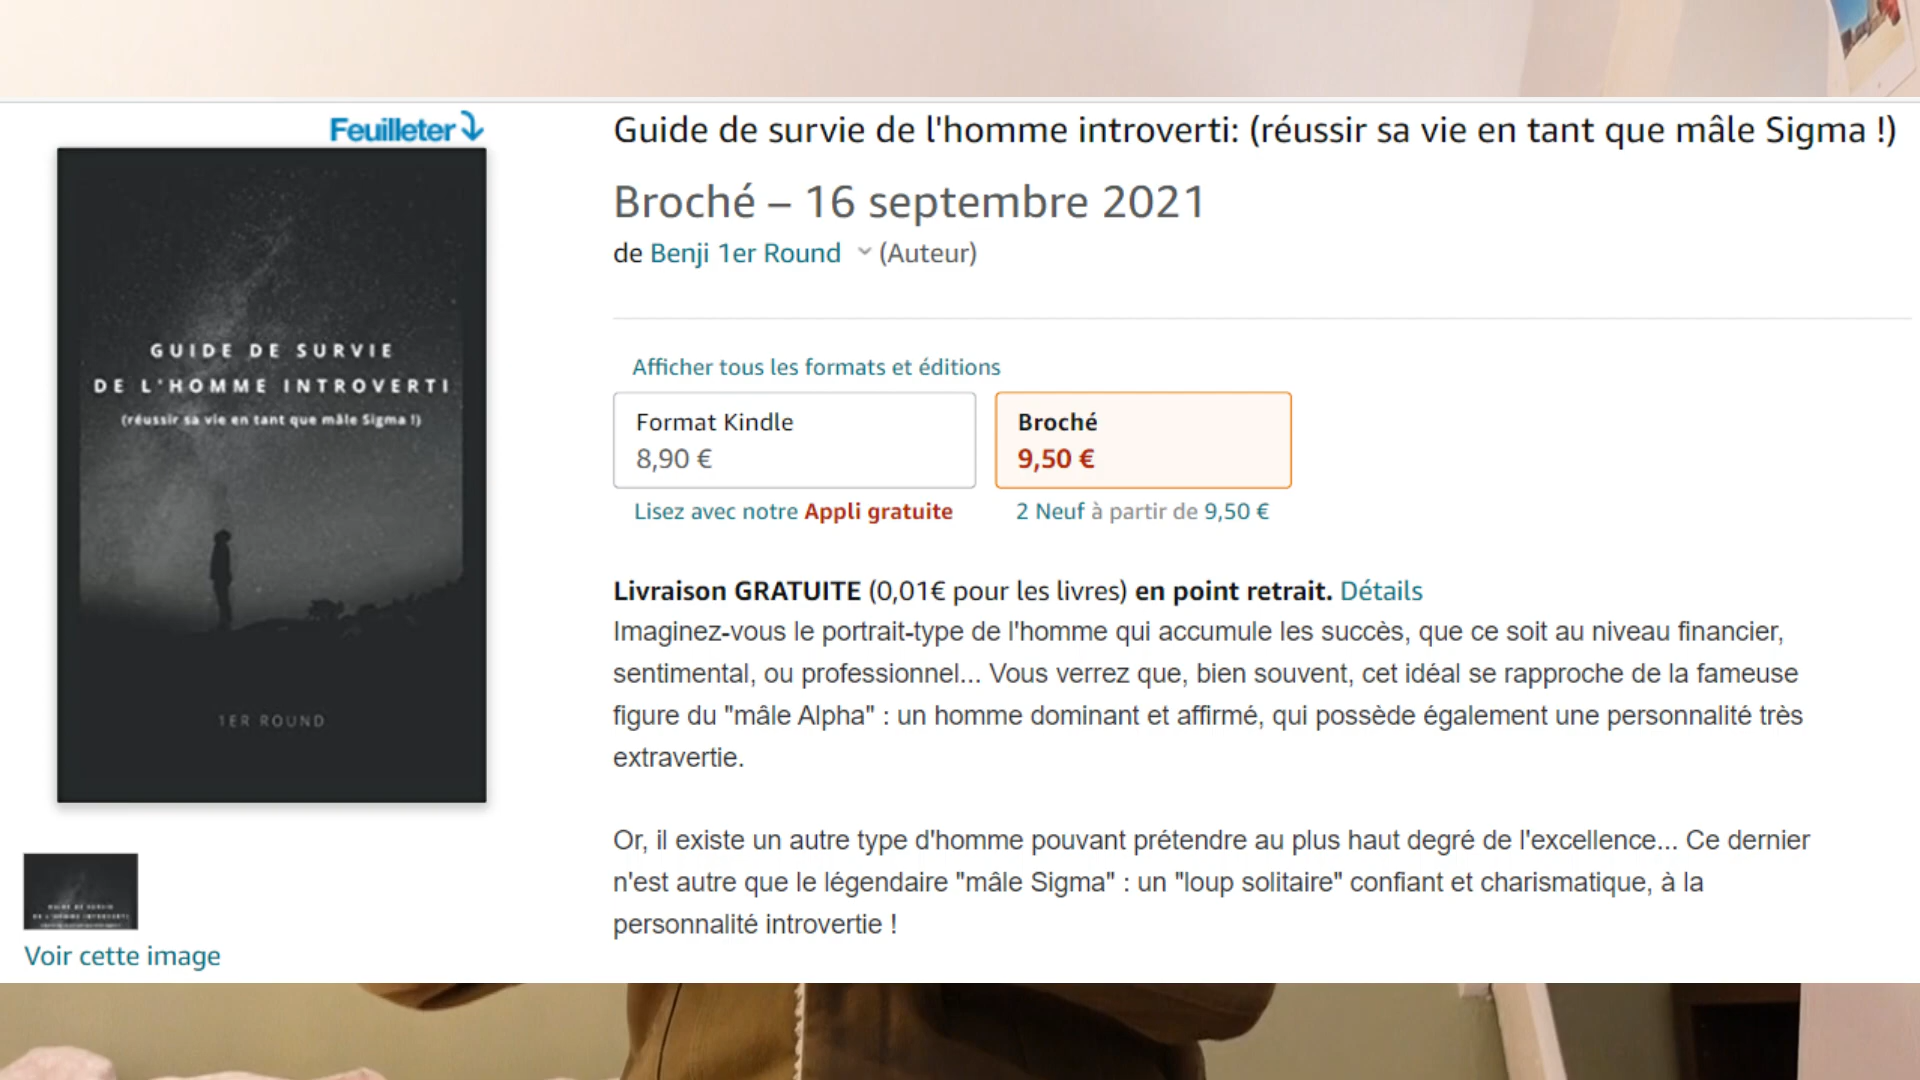 Feuilleter
GUIDE DE SURVIE
DE L'HOMME INTROVERTI
(réussir sa vie en tant que mâle Sigma !)
1ER ROUND
Voir cette image
Guide de survie de l'homme introverti: (réussir sa vie en tant que mâle Sigma !)
Broché – 16 septembre 2021
de Benji 1er Round (Auteur)
Afficher tous les formats et éditions
Format Kindle
8,90 €
Lisez avec notre Appli gratuite
Broché
9,50 €
2 Neuf à partir de 9,50 €
Livraison GRATUITE (0,01€ pour les livres) en point retrait. Détails
Imaginez-vous le portrait-type de l'homme qui accumule les succès, que ce soit au niveau financier,
sentimental, ou professionnel... Vous verrez que, bien souvent, cet idéal se rapproche de la fameuse
figure du "mâle Alpha" : un homme dominant et affirmé, qui possède également une personnalité très
extravertie.
Or, il existe un autre type d'homme pouvant prétendre au plus haut degré de l'excellence... Ce dernier
n'est autre que le légendaire "mâle Sigma" : un "loup solitaire" confiant et charismatique, à la
personnalité introvertie !